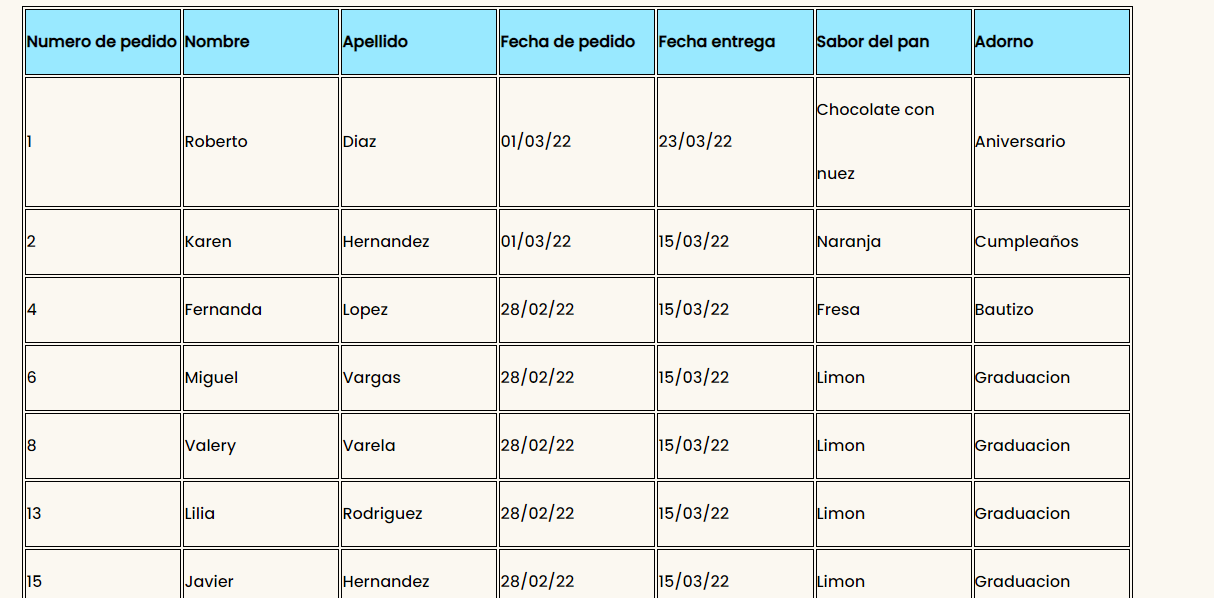 Numero de pedido Nombre Apellido Fecha de pedido Fecha entrega Sabor del pan Adorno
1 Roberto Diaz 01/03/22 23/03/22 Chocolate con nuez Aniversario
2 Karen Hernandez 01/03/22 15/03/22 Naranja Cumpleaños
4 Fernanda Lopez 28/02/22 15/03/22 Fresa Bautizo
6 Miguel Vargas 28/02/22 15/03/22 Limon Graduacion
8 Valery Varela 28/02/22 15/03/22 Limon Graduacion
13 Lilia Rodriguez 28/02/22 15/03/22 Limon Graduacion
15 Javier Hernandez 28/02/22 15/03/22 Limon Graduacion